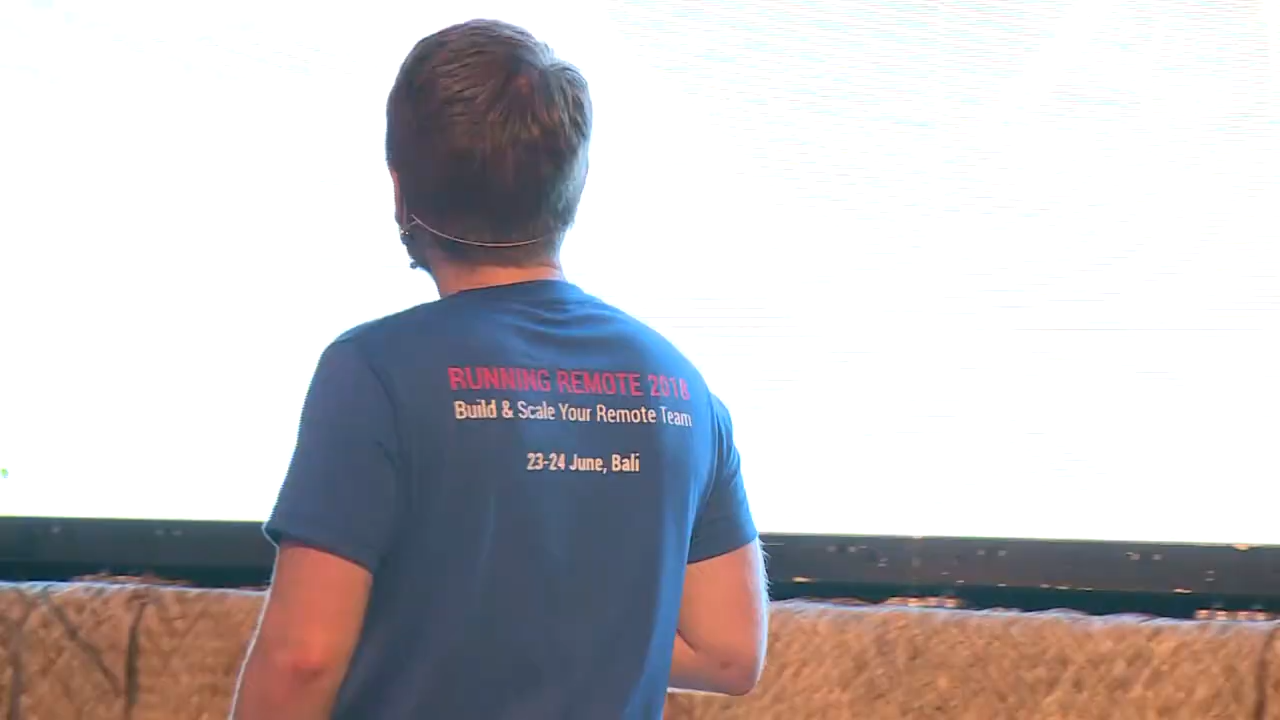 RUNNING REMOTE 2018
Build & Scale Your Remote Team
23-24 June, Bali